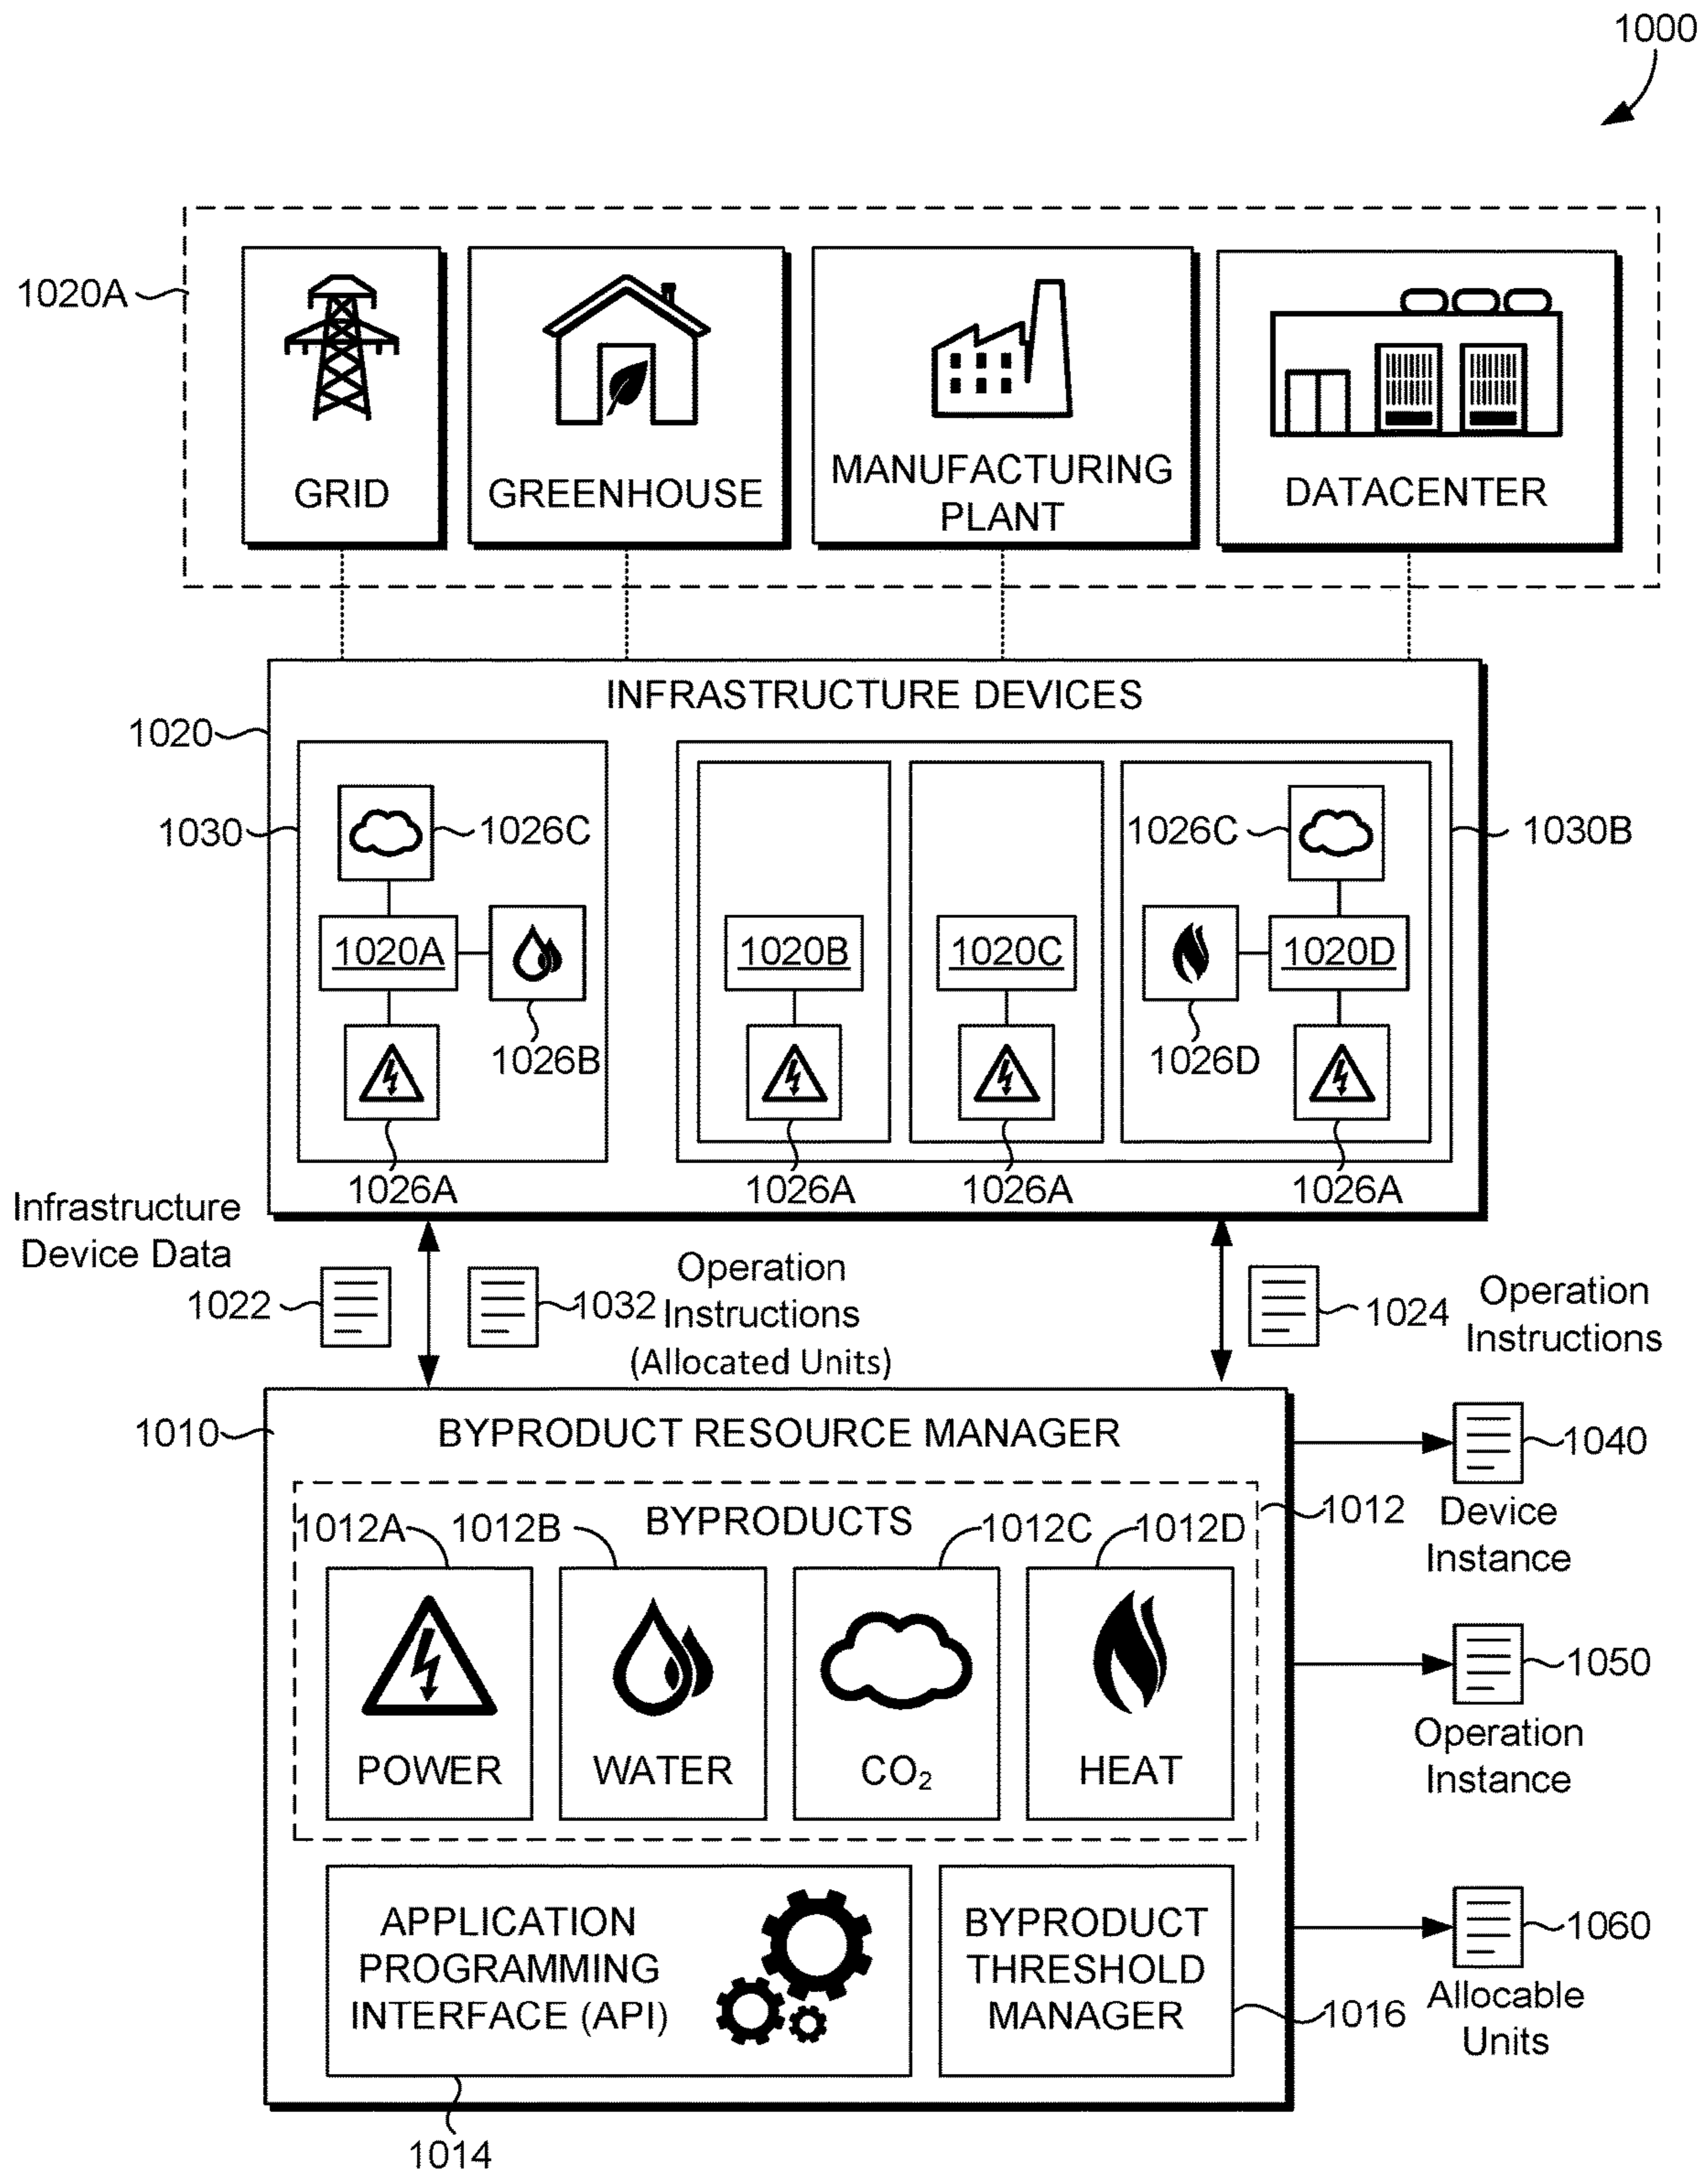 1000
1020A
GRID
GREENHOUSE
MANUFACTURING
PLANT
DATACENTER
INFRASTRUCTURE DEVICES
1020
1030
1026C
1026C
1030B
1020A
1020B
1020C
1020D
1026B
1026D
1026A
1026A
1026A
1026A
Infrastructure
Device Data
1022
1032
Operation
Instructions
(Allocated Units)
1024
Operation
Instructions
1010
BYPRODUCT RESOURCE MANAGER
1040
Device
Instance
BYPRODUCTS
1012
1012A
1012B
1012C
1012D
POWER
WATER
CO₂
HEAT
1050
Operation
Instance
APPLICATION
PROGRAMMING
INTERFACE (API)
BYPRODUCT
THRESHOLD
MANAGER
1060
Allocable
Units
1016
1014